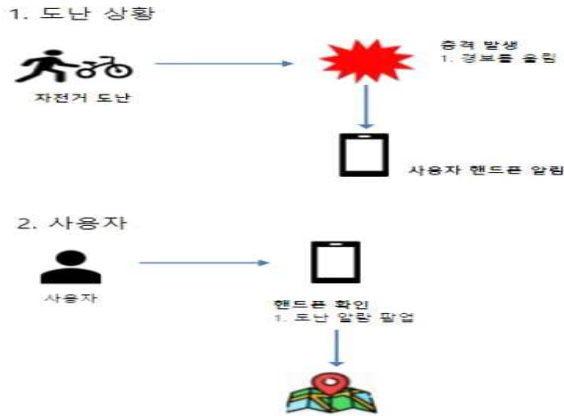 1. 도난 상황
자전거 도난
충격 발생
1. 경보를 울림
사용자 핸드폰 알림
2. 사용자
사용자
핸드폰 확인
1. 도난 알람 팝업